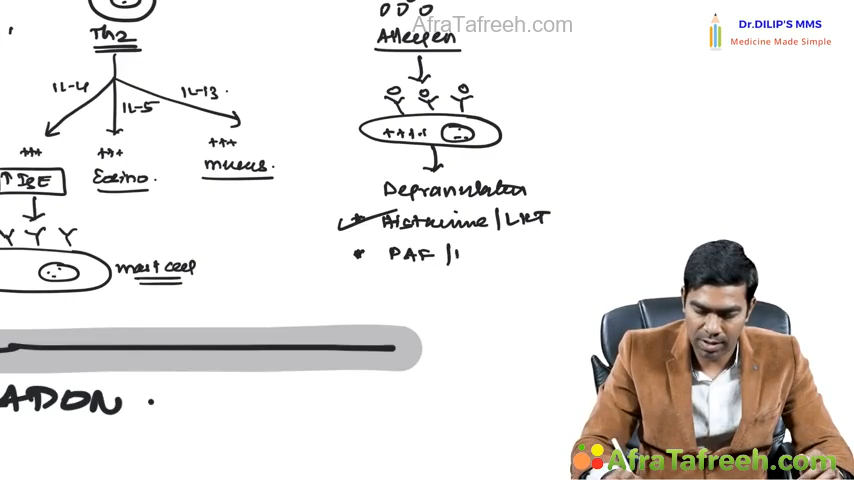 AfraTafreeh.com
Dr.DILIP'S MMS
Medicine Made Simple
Th2
IL-4
IL-5
IL-13.
+++
+++
+++
↑ IgE
Eosino.
mucus.
mast cell
Allergen
++++
Degranulation
* Histamine / LKT
* PAF /
ADON.
AfraTafreeh.com